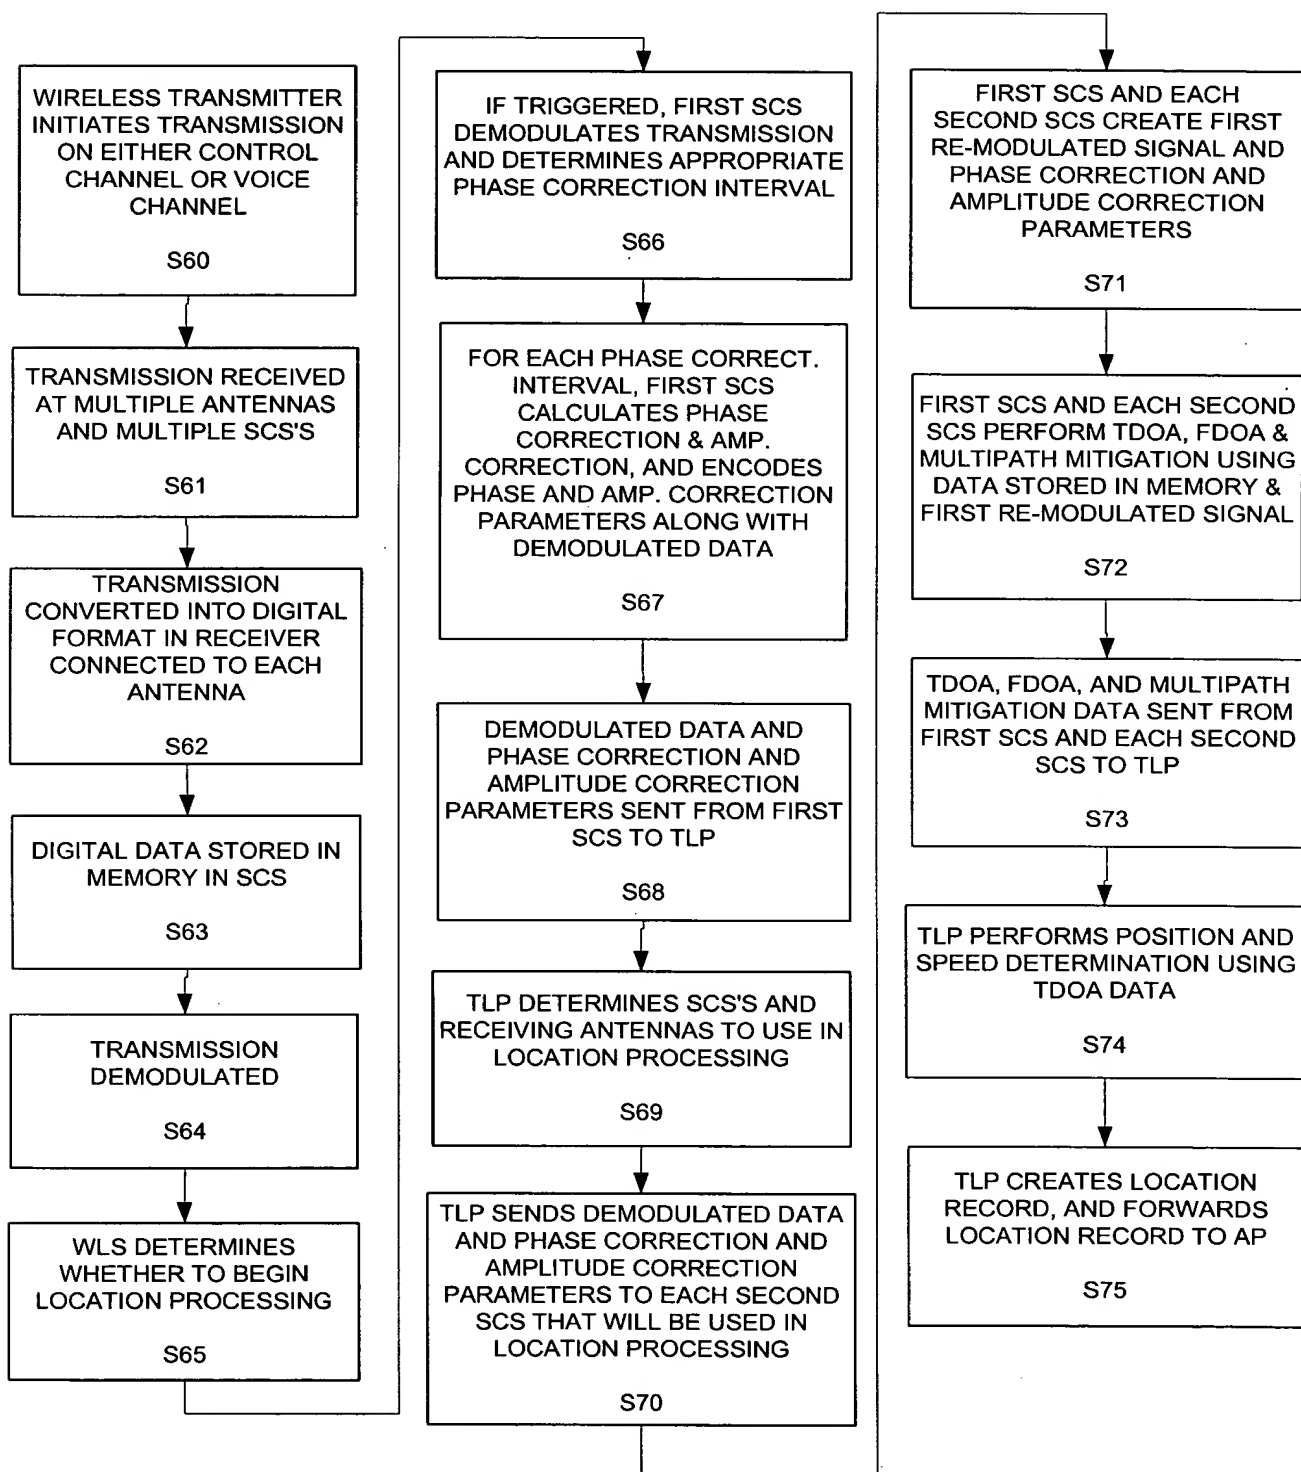 WIRELESS TRANSMITTER
INITIATES TRANSMISSION
ON EITHER CONTROL
CHANNEL OR VOICE
CHANNEL
S60
TRANSMISSION RECEIVED
AT MULTIPLE ANTENNAS
AND MULTIPLE SCS'S
S61
TRANSMISSION
CONVERTED INTO DIGITAL
FORMAT IN RECEIVER
CONNECTED TO EACH
ANTENNA
S62
DIGITAL DATA STORED IN
MEMORY IN SCS
S63
TRANSMISSION
DEMODULATED
S64
WLS DETERMINES
WHETHER TO BEGIN
LOCATION PROCESSING
S65
IF TRIGGERED, FIRST SCS
DEMODULATES TRANSMISSION
AND DETERMINES APPROPRIATE
PHASE CORRECTION INTERVAL
S66
FOR EACH PHASE CORRECT.
INTERVAL, FIRST SCS
CALCULATES PHASE
CORRECTION & AMP.
CORRECTION, AND ENCODES
PHASE AND AMP. CORRECTION
PARAMETERS ALONG WITH
DEMODULATED DATA
S67
DEMODULATED DATA AND
PHASE CORRECTION AND
AMPLITUDE CORRECTION
PARAMETERS SENT FROM FIRST
SCS TO TLP
S68
TLP DETERMINES SCS'S AND
RECEIVING ANTENNAS TO USE IN
LOCATION PROCESSING
S69
TLP SENDS DEMODULATED DATA
AND PHASE CORRECTION AND
AMPLITUDE CORRECTION
PARAMETERS TO EACH SECOND
SCS THAT WILL BE USED IN
LOCATION PROCESSING
S70
FIRST SCS AND EACH
SECOND SCS CREATE FIRST
RE-MODULATED SIGNAL AND
PHASE CORRECTION AND
AMPLITUDE CORRECTION
PARAMETERS
S71
FIRST SCS AND EACH SECOND
SCS PERFORM TDOA, FDOA &
MULTIPATH MITIGATION USING
DATA STORED IN MEMORY &
FIRST RE-MODULATED SIGNAL
S72
TDOA, FDOA, AND MULTIPATH
MITIGATION DATA SENT FROM
FIRST SCS AND EACH SECOND
SCS TO TLP
S73
TLP PERFORMS POSITION AND
SPEED DETERMINATION USING
TDOA DATA
S74
TLP CREATES LOCATION
RECORD, AND FORWARDS
LOCATION RECORD TO AP
S75